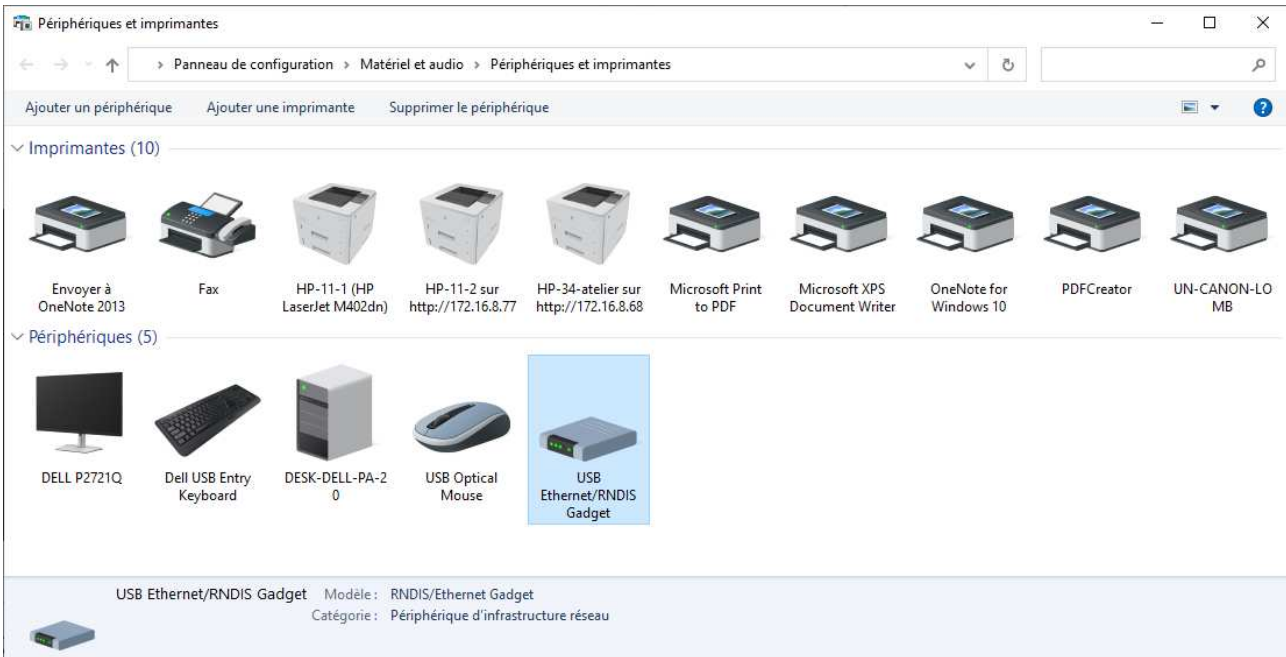 Périphériques et imprimantes
Panneau de configuration > Matériel et audio > Périphériques et imprimantes
Ajouter un périphérique Ajouter une imprimante Supprimer le périphérique
Imprimantes (10)
Envoyer à
OneNote 2013
Fax
HP-11-1 (HP
LaserJet M402dn)
HP-11-2 sur
http://172.16.8.77
HP-34-atelier sur
http://172.16.8.68
Microsoft Print
to PDF
Microsoft XPS
Document Writer
OneNote for
Windows 10
PDFCreator
UN-CANON-LO
MB
Périphériques (5)
DELL P2721Q
Dell USB Entry
Keyboard
DESK-DELL-PA-2
0
USB Optical
Mouse
USB
Ethernet/RNDIS
Gadget
USB Ethernet/RNDIS Gadget Modèle : RNDIS/Ethernet Gadget
Catégorie : Périphérique d'infrastructure réseau